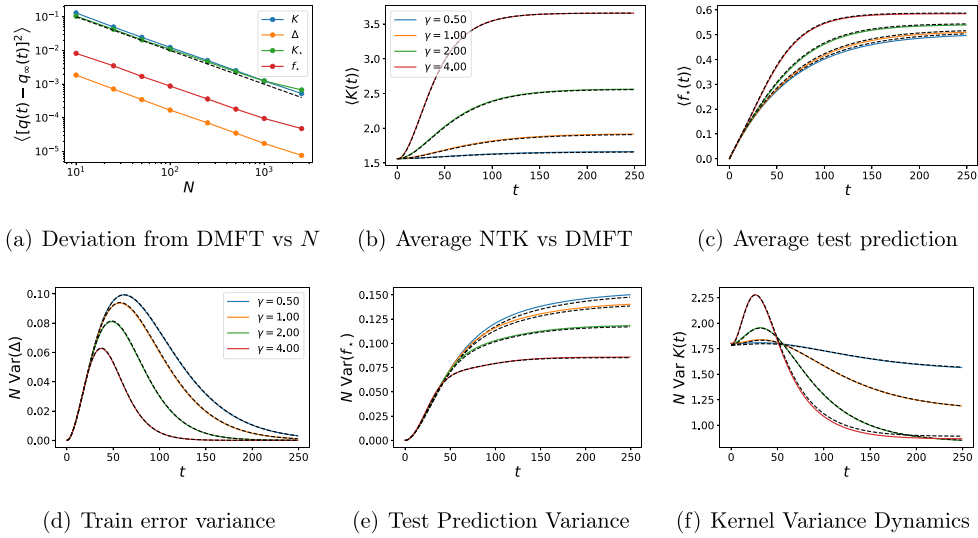 10⁻¹
10⁻²
10⁻³
10⁻⁴
10⁻⁵
⟨[q(t) − q∞(t)]²⟩
10¹
10²
10³
N
K
Δ
K⋆
f⋆
(a) Deviation from DMFT vs N
3.5
3.0
2.5
2.0
1.5
⟨K(t)⟩
γ = 0.50
γ = 1.00
γ = 2.00
γ = 4.00
0 50 100 150 200 250
t
(b) Average NTK vs DMFT
0.6
0.5
0.4
0.3
0.2
0.1
0.0
⟨f⋆(t)⟩
0 50 100 150 200 250
t
(c) Average test prediction
0.10
0.08
0.06
0.04
0.02
0.00
N Var(Δ)
γ = 0.50
γ = 1.00
γ = 2.00
γ = 4.00
0 50 100 150 200 250
t
(d) Train error variance
0.150
0.125
0.100
0.075
0.050
0.025
0.000
N Var(f⋆)
0 50 100 150 200 250
t
(e) Test Prediction Variance
2.25
2.00
1.75
1.50
1.25
1.00
N Var K(t)
0 50 100 150 200 250
t
(f) Kernel Variance Dynamics